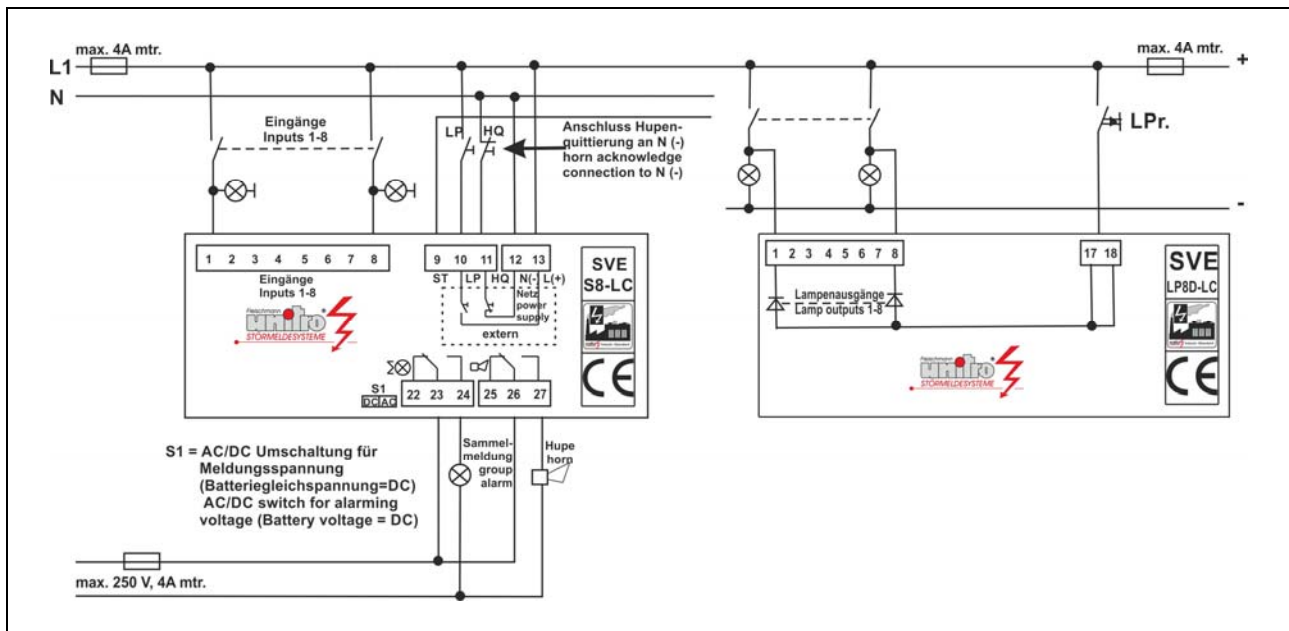 max. 4A mtr.
L1
N
Eingänge
Inputs 1-8
LP HQ
Anschluss Hupen-
quittierung an N (-)
horn acknowledge
connection to N (-)
max. 4A mtr.
+
LPr.
-
1 2 3 4 5 6 7 8
Eingänge
Inputs 1-8
9 10 11 12 13
ST LP HQ N(-) L(+)
Netz
power
supply
extern
SVE
S8-LC
Fleischmann
unitro
STÖRMELDESYSTEME
CE
S1
DC AC
22 23 24 25 26 27
1 2 3 4 5 6 7 8
Lampenausgänge
Lamp outputs 1-8
17 18
SVE
LP8D-LC
Fleischmann
unitro
STÖRMELDESYSTEME
CE
S1 = AC/DC Umschaltung für
Meldungsspannung
(Batteriegleichspannung=DC)
AC/DC switch for alarming
voltage (Battery voltage = DC)
Sammel-
meldung
group
alarm
Hupe
horn
max. 250 V, 4A mtr.